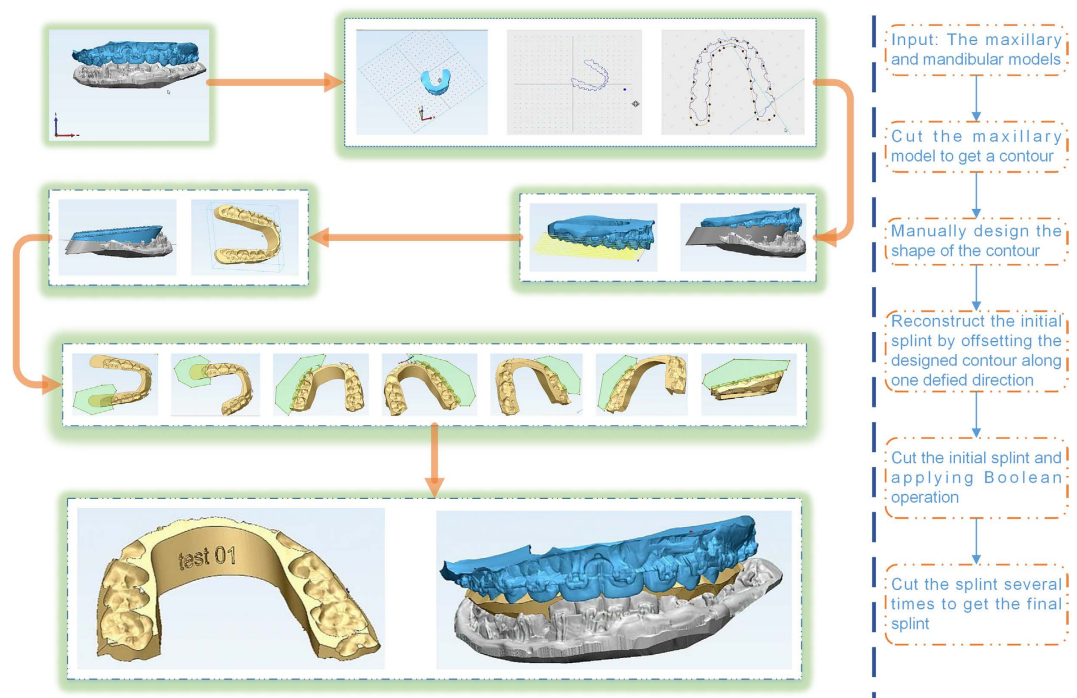 Input: The maxillary
and mandibular models
Cut the maxillary
model to get a contour
Manually design the
shape of the contour
Reconstruct the initial
splint by offsetting the
designed contour along
one defied direction
Cut the initial splint and
applying Boolean
operation
Cut the splint several
times to get the final
splint
test 01